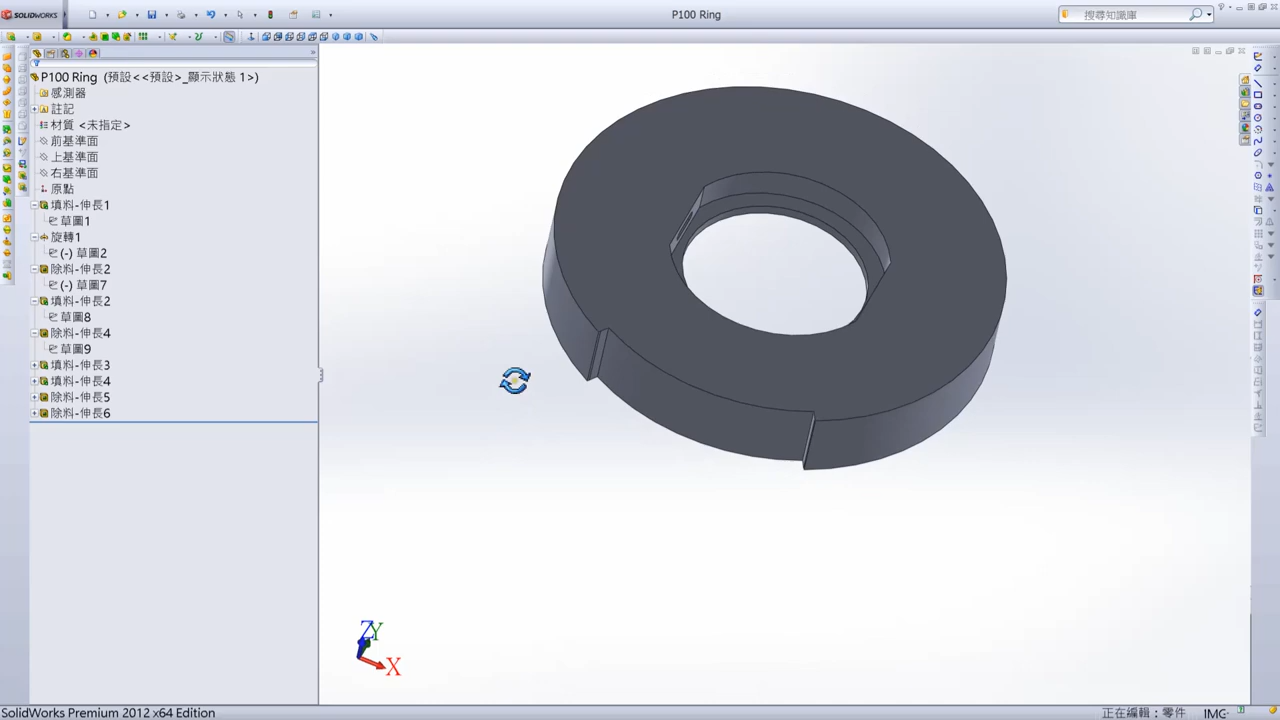 SOLIDWORKS
P100 Ring
搜尋知識庫
P100 Ring (預設<<預設>_顯示狀態 1>)
感測器
註記
材質 <未指定>
前基準面
上基準面
右基準面
原點
填料-伸長1
草圖1
旋轉1
(-) 草圖2
除料-伸長2
(-) 草圖7
填料-伸長2
草圖8
除料-伸長4
草圖9
填料-伸長3
填料-伸長4
除料-伸長5
除料-伸長6
Z
Y
X
SolidWorks Premium 2012 x64 Edition
正在編輯：零件